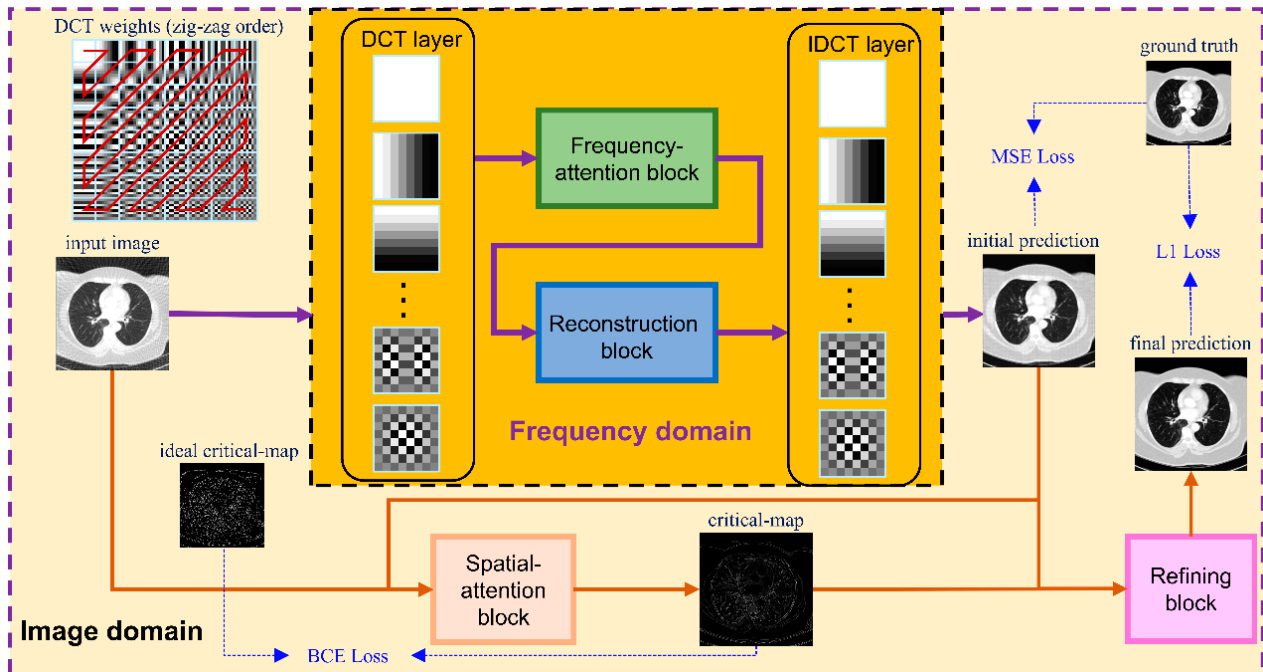 DCT weights (zig-zag order)
DCT layer
IDCT layer
ground truth
Frequency-
attention block
MSE Loss
input image
initial prediction
L1 Loss
Reconstruction
block
final prediction
Frequency domain
ideal critical-map
critical-map
Spatial-
attention
block
Refining
block
Image domain
BCE Loss